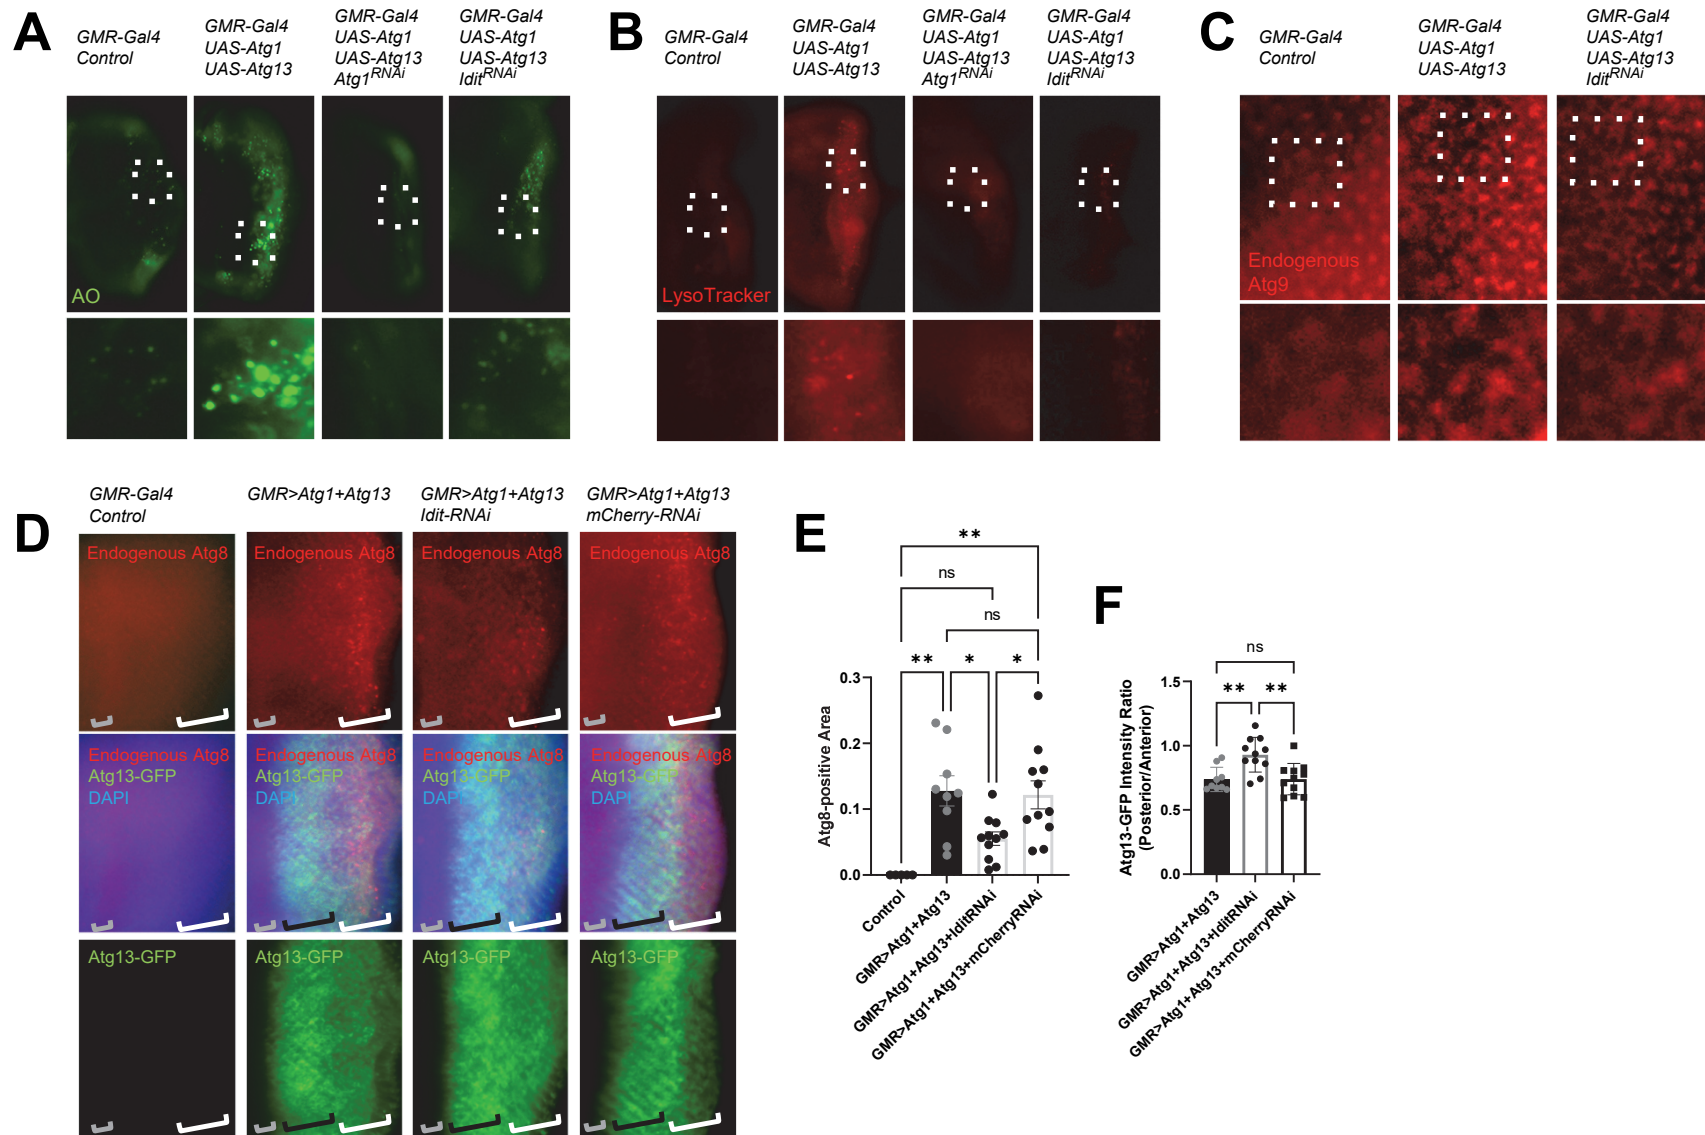 A
GMR-Gal4
Control
GMR-Gal4
UAS-Atg1
UAS-Atg13
GMR-Gal4
UAS-Atg1
UAS-Atg13
Atg1RNAi
GMR-Gal4
UAS-Atg1
UAS-Atg13
IditRNAi
AO
B
GMR-Gal4
Control
GMR-Gal4
UAS-Atg1
UAS-Atg13
GMR-Gal4
UAS-Atg1
UAS-Atg13
Atg1RNAi
GMR-Gal4
UAS-Atg1
UAS-Atg13
IditRNAi
LysoTracker
C
GMR-Gal4
Control
GMR-Gal4
UAS-Atg1
UAS-Atg13
GMR-Gal4
UAS-Atg1
UAS-Atg13
IditRNAi
Endogenous
Atg9
D
GMR-Gal4
Control
GMR>Atg1+Atg13
GMR>Atg1+Atg13
Idit-RNAi
GMR>Atg1+Atg13
mCherry-RNAi
Endogenous Atg8
Endogenous Atg8
Endogenous Atg8
Endogenous Atg8
Endogenous Atg8
Atg13-GFP
DAPI
Endogenous Atg8
Atg13-GFP
DAPI
Endogenous Atg8
Atg13-GFP
DAPI
Endogenous Atg8
Atg13-GFP
DAPI
Atg13-GFP
Atg13-GFP
Atg13-GFP
Atg13-GFP
E
**
ns
ns
** * *
Atg8-positive Area
0.3
0.2
0.1
0.0
Control
GMR>Atg1+Atg13
GMR>Atg1+Atg13+IditRNAi
GMR>Atg1+Atg13+mCherryRNAi
F
ns
** **
Atg13-GFP Intensity Ratio
(Posterior/Anterior)
1.5
1.0
0.5
0.0
GMR>Atg1+Atg13
GMR>Atg1+Atg13+IditRNAi
GMR>Atg1+Atg13+mCherryRNAi